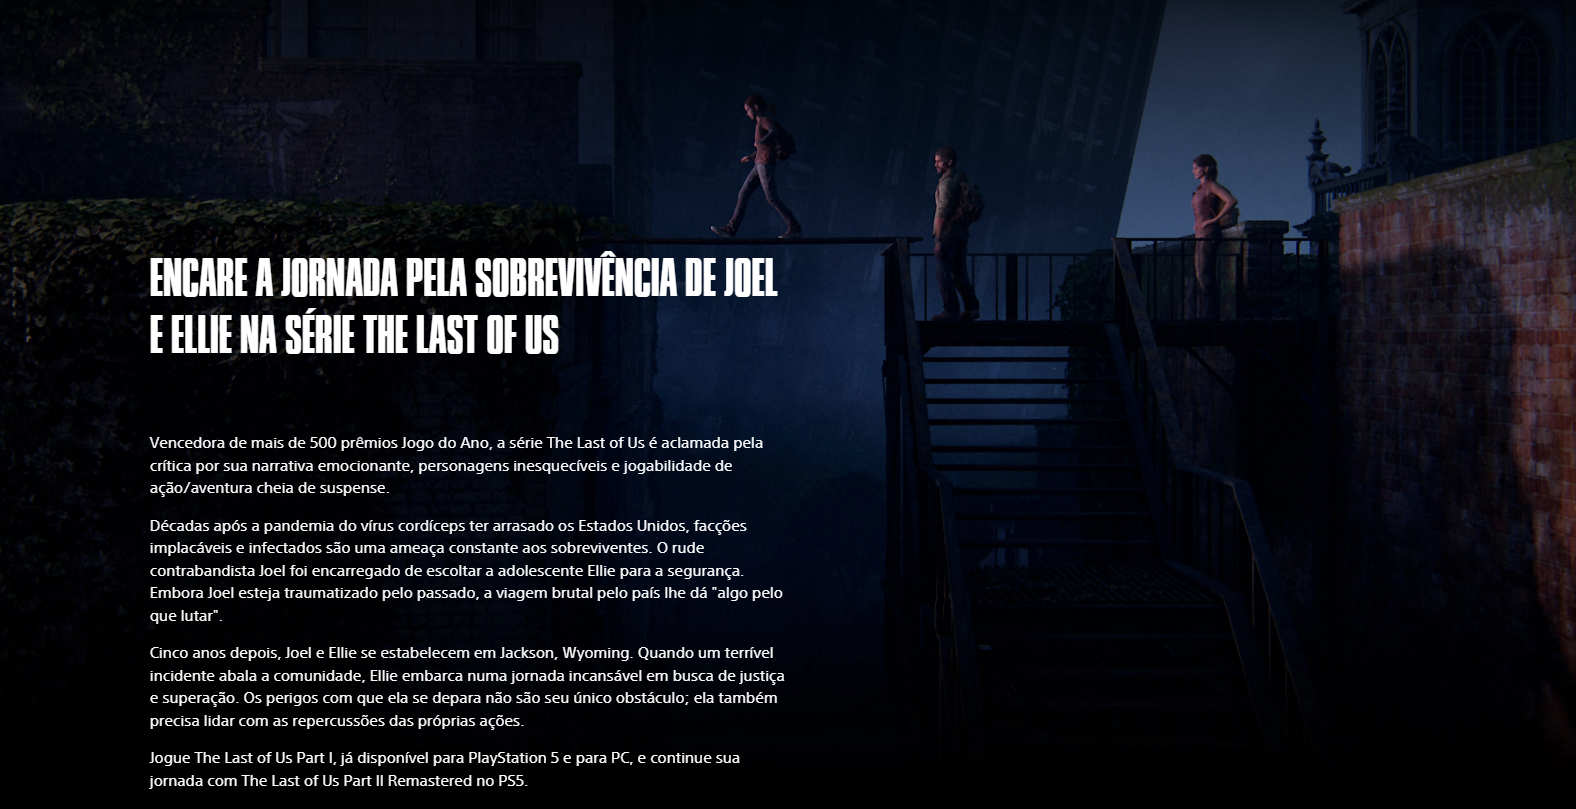 ENCARE A JORNADA PELA SOBREVIVÊNCIA DE JOEL
E ELLIE NA SÉRIE THE LAST OF US
Vencedora de mais de 500 prêmios Jogo do Ano, a série The Last of Us é aclamada pela
crítica por sua narrativa emocionante, personagens inesquecíveis e jogabilidade de
ação/aventura cheia de suspense.
Décadas após a pandemia do vírus cordíceps ter arrasado os Estados Unidos, facções
implacáveis e infectados são uma ameaça constante aos sobreviventes. O rude
contrabandista Joel foi encarregado de escoltar a adolescente Ellie para a segurança.
Embora Joel esteja traumatizado pelo passado, a viagem brutal pelo país lhe dá "algo pelo
que lutar".
Cinco anos depois, Joel e Ellie se estabelecem em Jackson, Wyoming. Quando um terrível
incidente abala a comunidade, Ellie embarca numa jornada incansável em busca de justiça
e superação. Os perigos com que ela se depara não são seu único obstáculo; ela também
precisa lidar com as repercussões das próprias ações.
Jogue The Last of Us Part I, já disponível para PlayStation 5 e para PC, e continue sua
jornada com The Last of Us Part II Remastered no PS5.